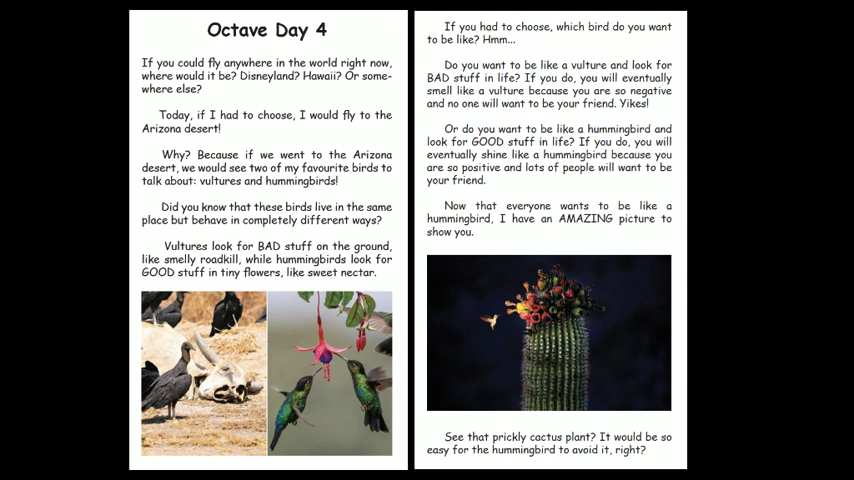 Octave Day 4
If you could fly anywhere in the world right now,
where would it be? Disneyland? Hawaii? Or some-
where else?
Today, if I had to choose, I would fly to the
Arizona desert!
Why? Because if we went to the Arizona
desert, we would see two of my favourite birds to
talk about: vultures and hummingbirds!
Did you know that these birds live in the same
place but behave in completely different ways?
Vultures look for BAD stuff on the ground,
like smelly roadkill, while hummingbirds look for
GOOD stuff in tiny flowers, like sweet nectar.
If you had to choose, which bird do you want
to be like? Hmm...
Do you want to be like a vulture and look for
BAD stuff in life? If you do, you will eventually
smell like a vulture because you are so negative
and no one will want to be your friend. Yikes!
Or do you want to be like a hummingbird and
look for GOOD stuff in life? If you do, you will
eventually shine like a hummingbird because you
are so positive and lots of people will want to be
your friend.
Now that everyone wants to be like a
hummingbird, I have an AMAZING picture to
show you.
See that prickly cactus plant? It would be so
easy for the hummingbird to avoid it, right?